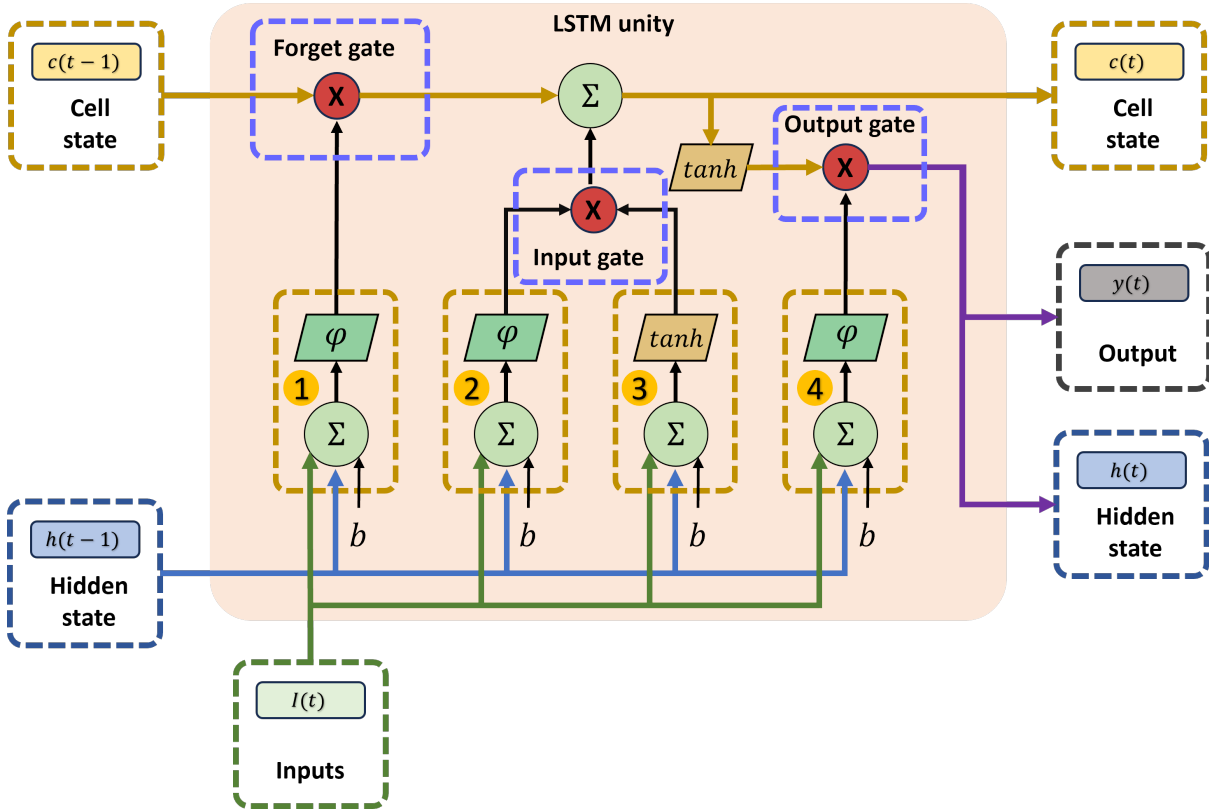 LSTM unity
Forget gate
c(t − 1)
Cell
state
X
Σ
c(t)
Cell
state
Output gate
tanh
X
X
Input gate
y(t)
Output
φ
φ
tanh
φ
1
2
3
4
Σ
Σ
Σ
Σ
h(t)
Hidden
state
b
b
b
b
h(t − 1)
Hidden
state
I(t)
Inputs